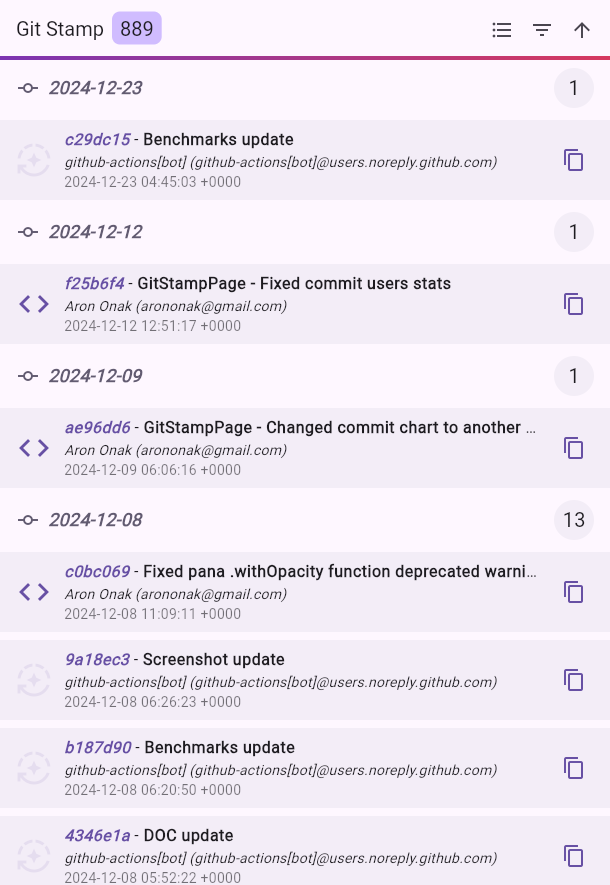 Git Stamp 889
2024-12-23 1
c29dc15 - Benchmarks update
github-actions[bot] (github-actions[bot]@users.noreply.github.com)
2024-12-23 04:45:03 +0000
2024-12-12 1
f25b6f4 - GitStampPage - Fixed commit users stats
Aron Onak (arononak@gmail.com)
2024-12-12 12:51:17 +0000
2024-12-09 1
ae96dd6 - GitStampPage - Changed commit chart to another ...
Aron Onak (arononak@gmail.com)
2024-12-09 06:06:16 +0000
2024-12-08 13
c0bc069 - Fixed pana .withOpacity function deprecated warni...
Aron Onak (arononak@gmail.com)
2024-12-08 11:09:11 +0000
9a18ec3 - Screenshot update
github-actions[bot] (github-actions[bot]@users.noreply.github.com)
2024-12-08 06:26:23 +0000
b187d90 - Benchmarks update
github-actions[bot] (github-actions[bot]@users.noreply.github.com)
2024-12-08 06:20:50 +0000
4346e1a - DOC update
github-actions[bot] (github-actions[bot]@users.noreply.github.com)
2024-12-08 05:52:22 +0000